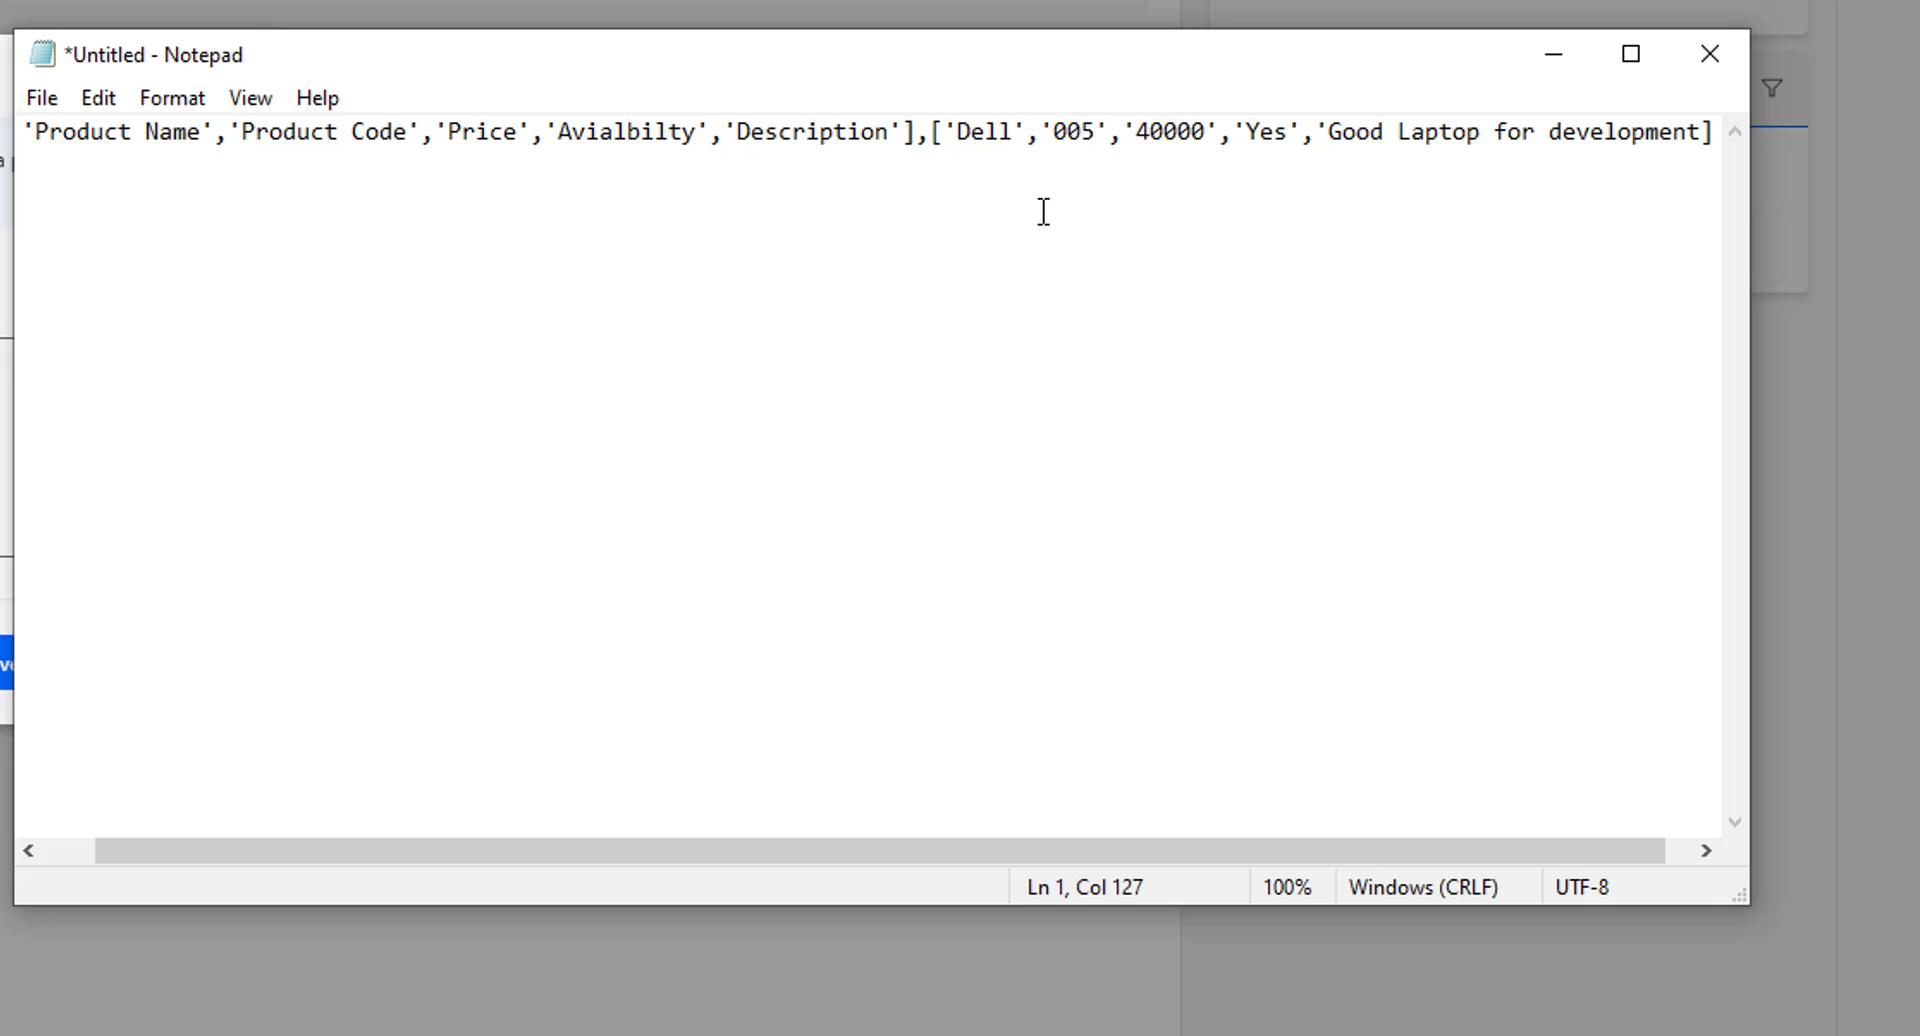 *Untitled - Notepad
File Edit Format View Help
'Product Name','Product Code','Price','Avialbilty','Description'],['Dell','005','40000','Yes','Good Laptop for development]
Ln 1, Col 127 100% Windows (CRLF) UTF-8